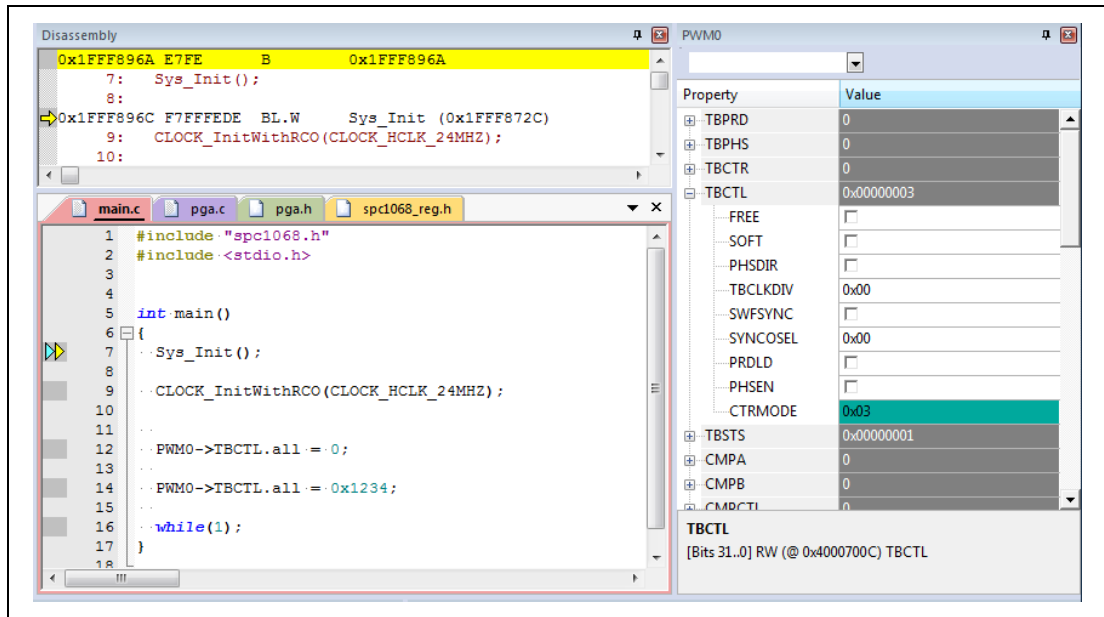 Disassembly
0x1FFF896A E7FE B 0x1FFF896A
7: Sys_Init();
8:
0x1FFF896C F7FFFEDE BL.W Sys_Init (0x1FFF872C)
9: CLOCK_InitWithRCO(CLOCK_HCLK_24MHZ);
10:
main.c pga.c pga.h spc1068_reg.h
1 #include "spc1068.h"
2 #include <stdio.h>
3
4
5 int main()
6 {
7 Sys_Init();
8
9 CLOCK_InitWithRCO(CLOCK_HCLK_24MHZ);
10
11
12 PWM0->TBCTL.all = 0;
13
14 PWM0->TBCTL.all = 0x1234;
15
16 while(1);
17 }
18
PWM0
Property Value
TBPRD 0
TBPHS 0
TBCTR 0
TBCTL 0x00000003
FREE
SOFT
PHSDIR
TBCLKDIV 0x00
SWFSYNC
SYNCOSEL 0x00
PRDLD
PHSEN
CTRMODE 0x03
TBSTS 0x00000001
CMPA 0
CMPB 0
CMPCTL 0
TBCTL
[Bits 31..0] RW (@ 0x4000700C) TBCTL